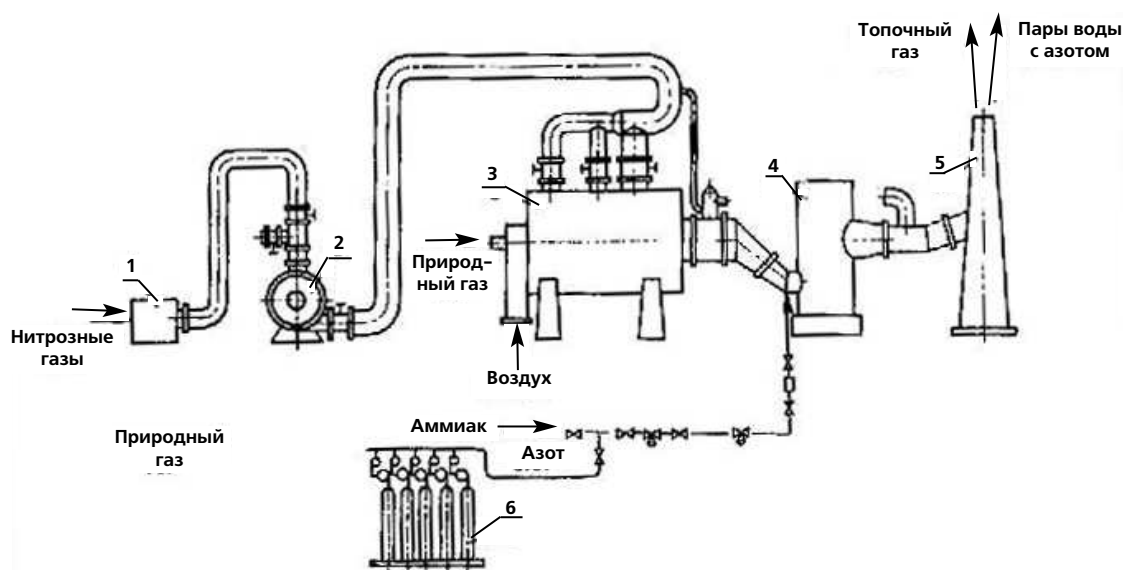 Топочный
газ
Пары воды
с азотом
5
4
3
2
1
Природ-
ный газ
Нитрозные
газы
Воздух
Аммиак
Азот
Природный
газ
6